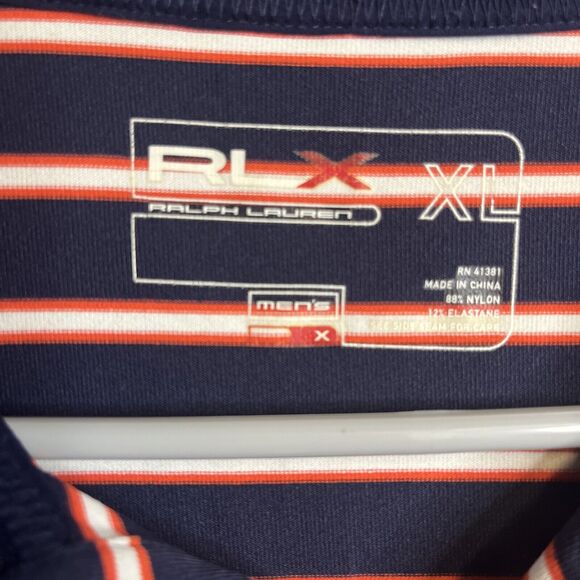 RLX
RALPH LAUREN
XL
RN 41381
MADE IN CHINA
88% NYLON
12% ELASTANE
SEE SIDE SEAM FOR CARE
men's
RLX